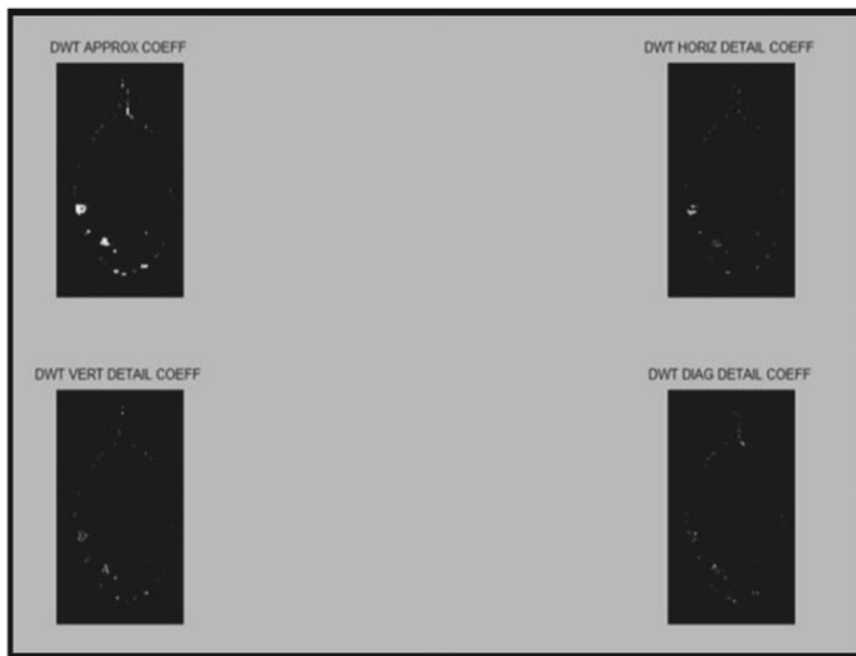 DWT APPROX COEFF
DWT HORIZ DETAIL COEFF
DWT VERT DETAIL COEFF
DWT DIAG DETAIL COEFF